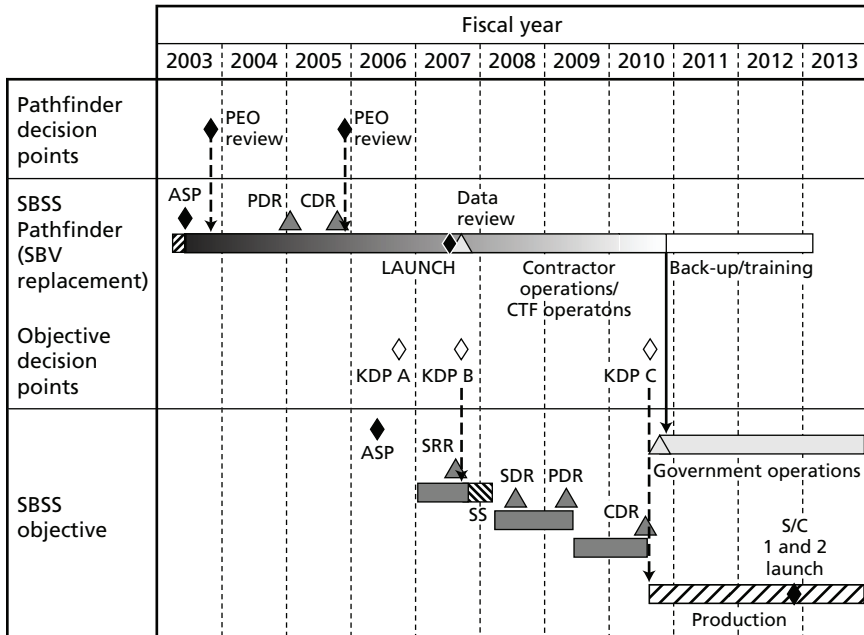 Fiscal year
2003 2004 2005 2006 2007 2008 2009 2010 2011 2012 2013
Pathfinder
decision
points
PEO
review
PEO
review
SBSS
Pathfinder
(SBV
replacement)
ASP
PDR
CDR
Data
review
LAUNCH
Contractor
operations/
CTF operatons
Back-up/training
Objective
decision
points
KDP A
KDP B
KDP C
SBSS
objective
ASP
SRR
SS
SDR
PDR
CDR
Government operations
S/C
1 and 2
launch
Production